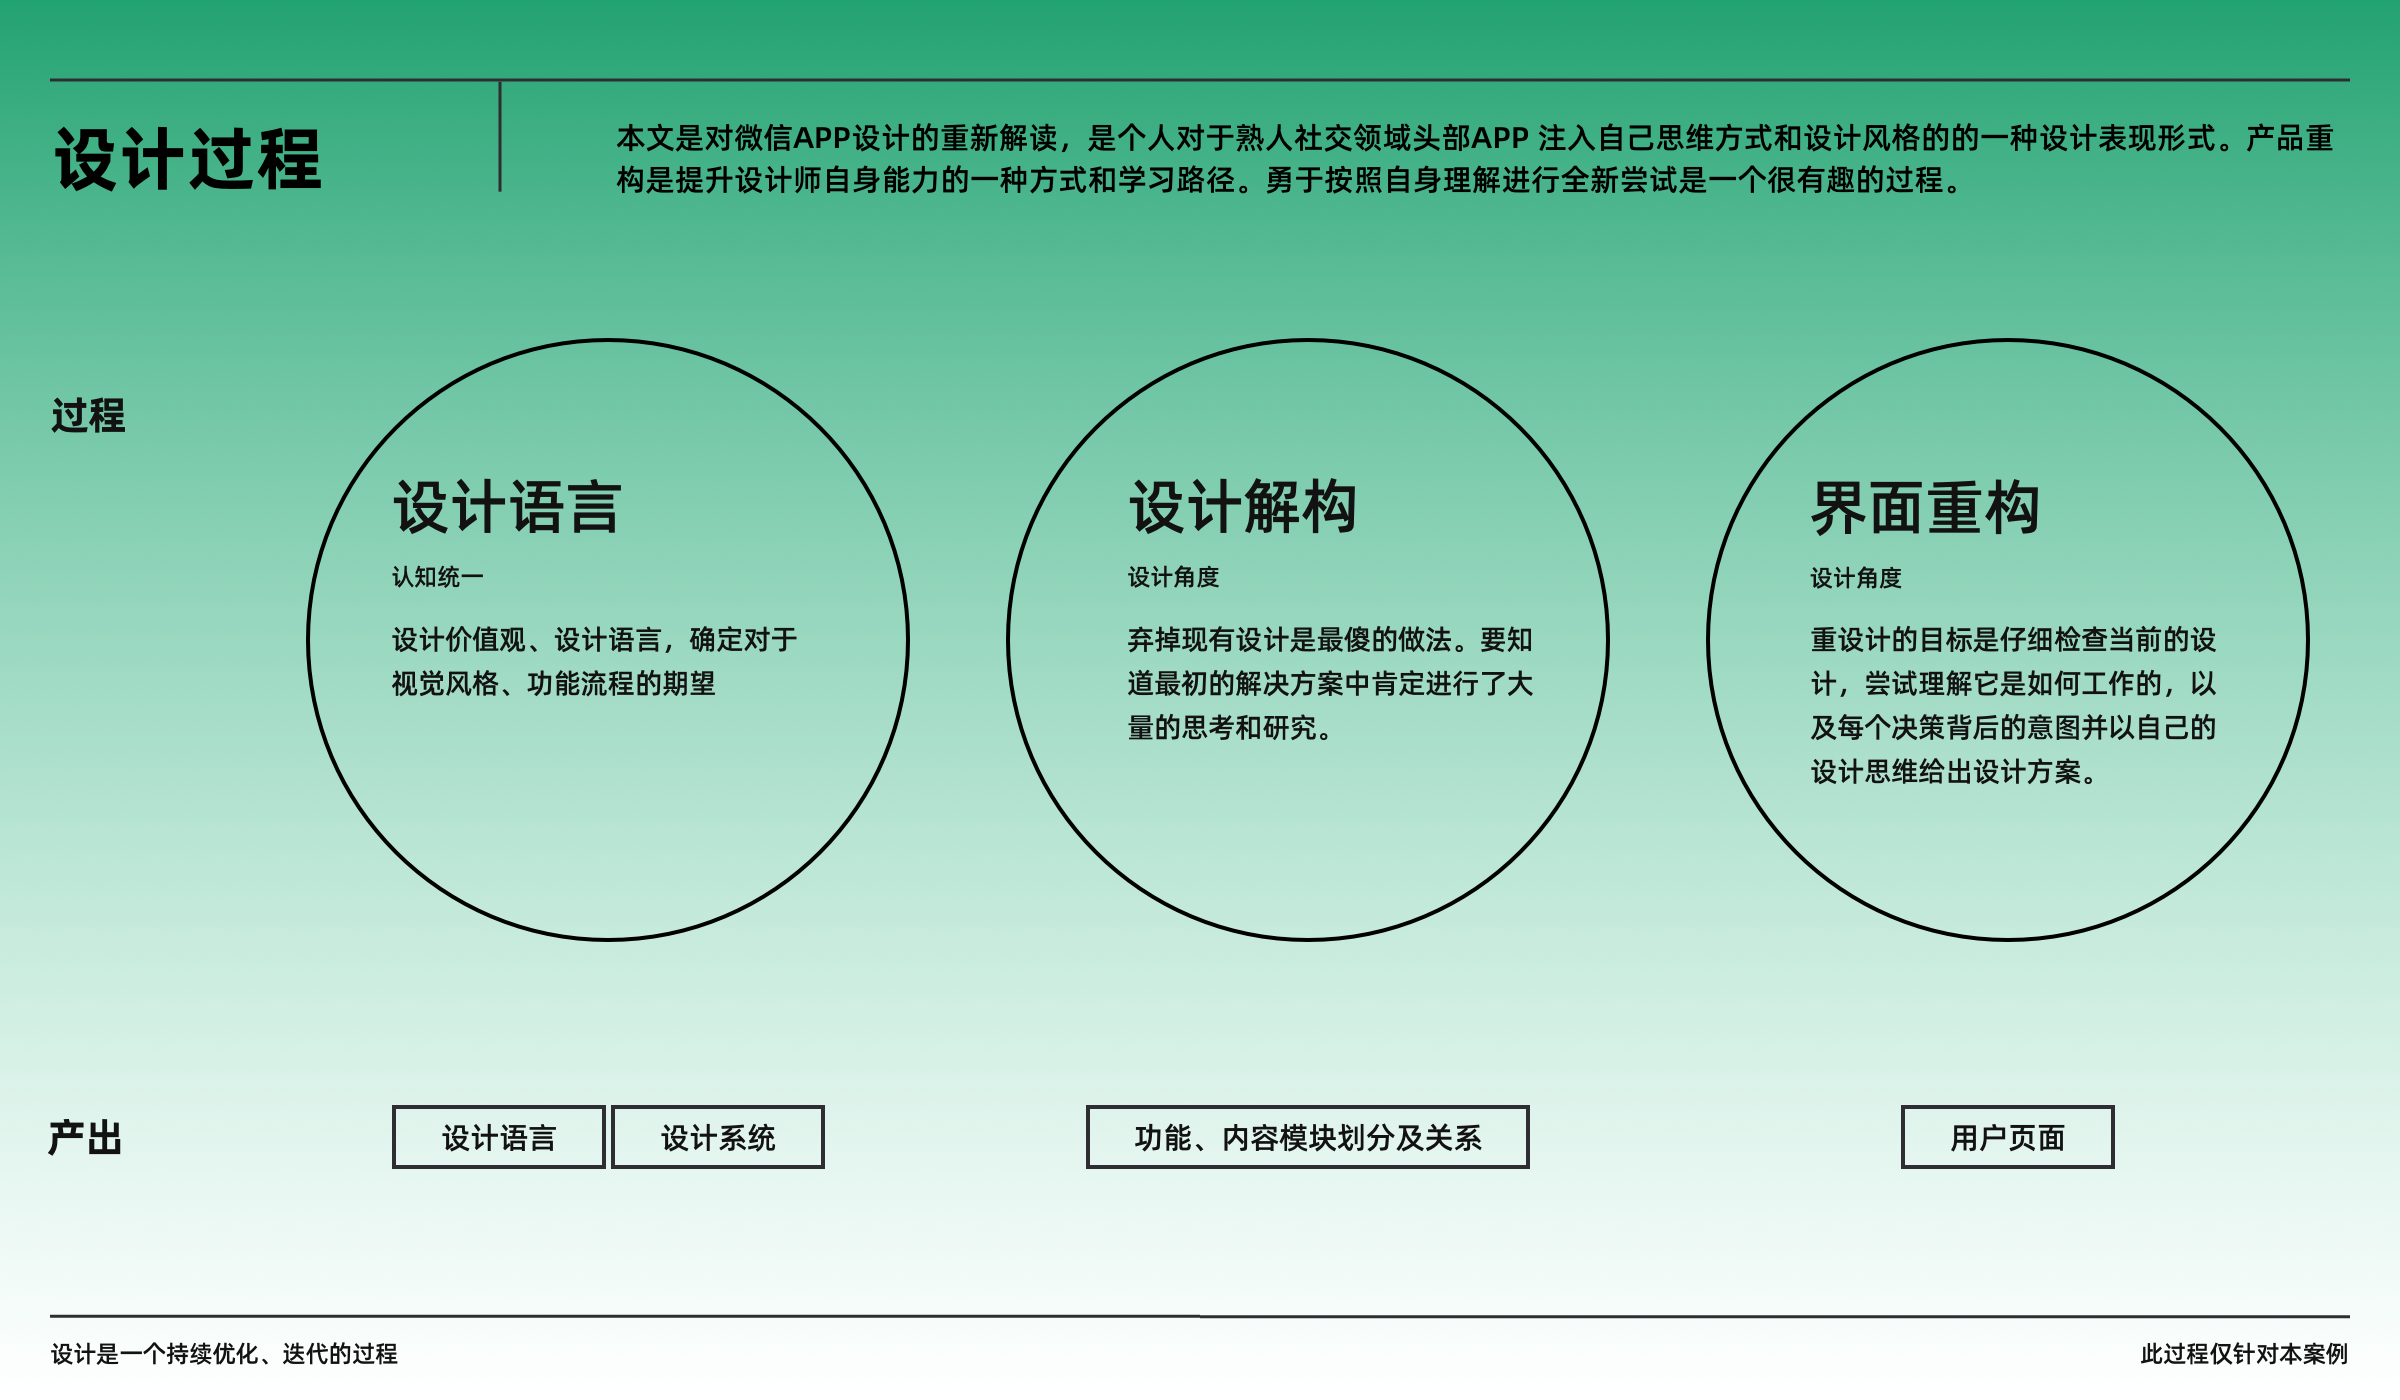 设计过程
本文是对微信APP设计的重新解读，是个人对于熟人社交领域头部APP 注入自己思维方式和设计风格的的一种设计表现形式。产品重
构是提升设计师自身能力的一种方式和学习路径。勇于按照自身理解进行全新尝试是一个很有趣的过程。
过程
设计语言
认知统一
设计价值观、设计语言，确定对于
视觉风格、功能流程的期望
设计解构
设计角度
弃掉现有设计是最傻的做法。要知
道最初的解决方案中肯定进行了大
量的思考和研究。
界面重构
设计角度
重设计的目标是仔细检查当前的设
计，尝试理解它是如何工作的，以
及每个决策背后的意图并以自己的
设计思维给出设计方案。
产出
设计语言
设计系统
功能、内容模块划分及关系
用户页面
设计是一个持续优化、迭代的过程
此过程仅针对本案例